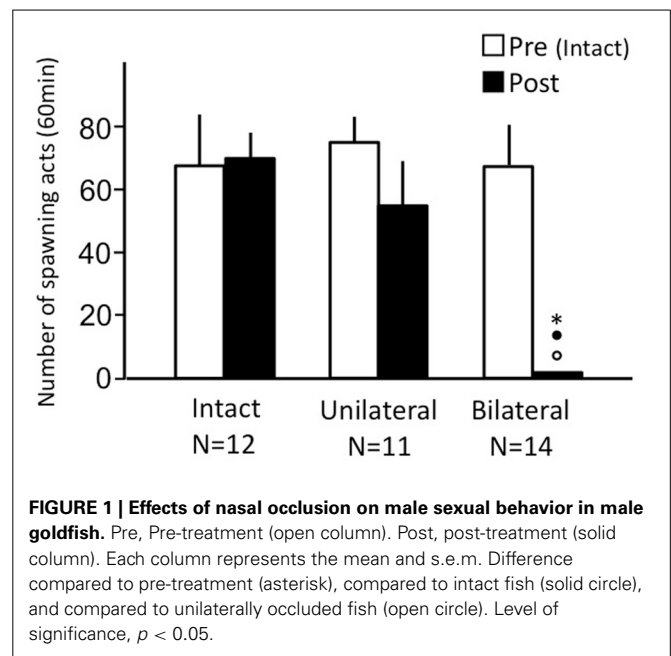 Pre (Intact)
Post
Number of spawning acts (60min)
80
60
40
20
0
*
Intact
Unilateral
Bilateral
N=12
N=11
N=14
FIGURE 1 | Effects of nasal occlusion on male sexual behavior in male
goldfish. Pre, Pre-treatment (open column). Post, post-treatment (solid
column). Each column represents the mean and s.e.m. Difference
compared to pre-treatment (asterisk), compared to intact fish (solid circle),
and compared to unilaterally occluded fish (open circle). Level of
significance, p < 0.05.